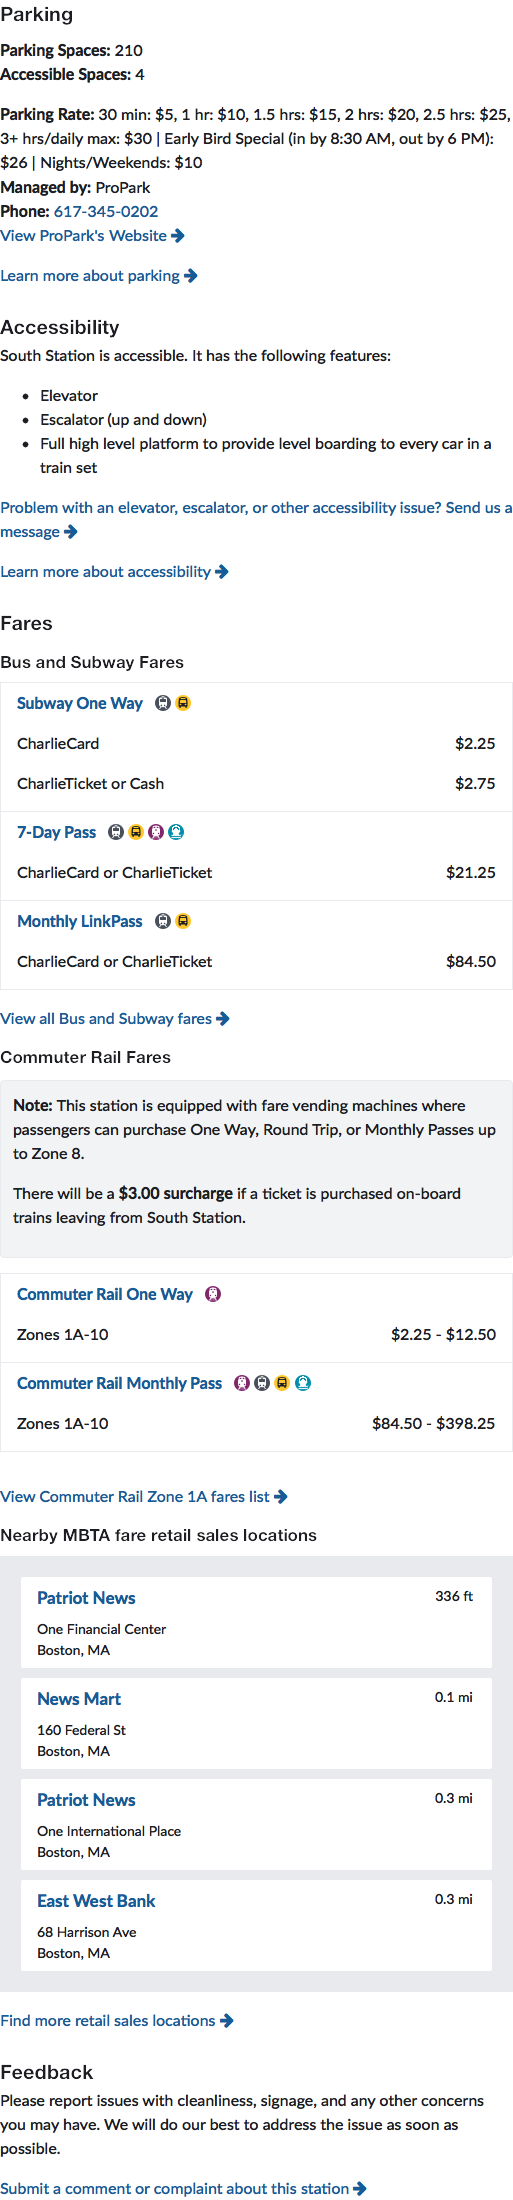 Parking
Parking Spaces: 210
Accessible Spaces: 4
Parking Rate: 30 min: $5, 1 hr: $10, 1.5 hrs: $15, 2 hrs: $20, 2.5 hrs: $25,
3+ hrs/daily max: $30 | Early Bird Special (in by 8:30 AM, out by 6 PM):
$26 | Nights/Weekends: $10
Managed by: ProPark
Phone: 617-345-0202
View ProPark's Website
Learn more about parking
Accessibility
South Station is accessible. It has the following features:
• Elevator
• Escalator (up and down)
• Full high level platform to provide level boarding to every car in a
train set
Problem with an elevator, escalator, or other accessibility issue? Send us a
message
Learn more about accessibility
Fares
Bus and Subway Fares
Subway One Way
CharlieCard $2.25
CharlieTicket or Cash $2.75
7-Day Pass
CharlieCard or CharlieTicket $21.25
Monthly LinkPass
CharlieCard or CharlieTicket $84.50
View all Bus and Subway fares
Commuter Rail Fares
Note: This station is equipped with fare vending machines where
passengers can purchase One Way, Round Trip, or Monthly Passes up
to Zone 8.
There will be a $3.00 surcharge if a ticket is purchased on-board
trains leaving from South Station.
Commuter Rail One Way
Zones 1A-10 $2.25 - $12.50
Commuter Rail Monthly Pass
Zones 1A-10 $84.50 - $398.25
View Commuter Rail Zone 1A fares list
Nearby MBTA fare retail sales locations
Patriot News 336 ft
One Financial Center
Boston, MA
News Mart 0.1 mi
160 Federal St
Boston, MA
Patriot News 0.3 mi
One International Place
Boston, MA
East West Bank 0.3 mi
68 Harrison Ave
Boston, MA
Find more retail sales locations
Feedback
Please report issues with cleanliness, signage, and any other concerns
you may have. We will do our best to address the issue as soon as
possible.
Submit a comment or complaint about this station